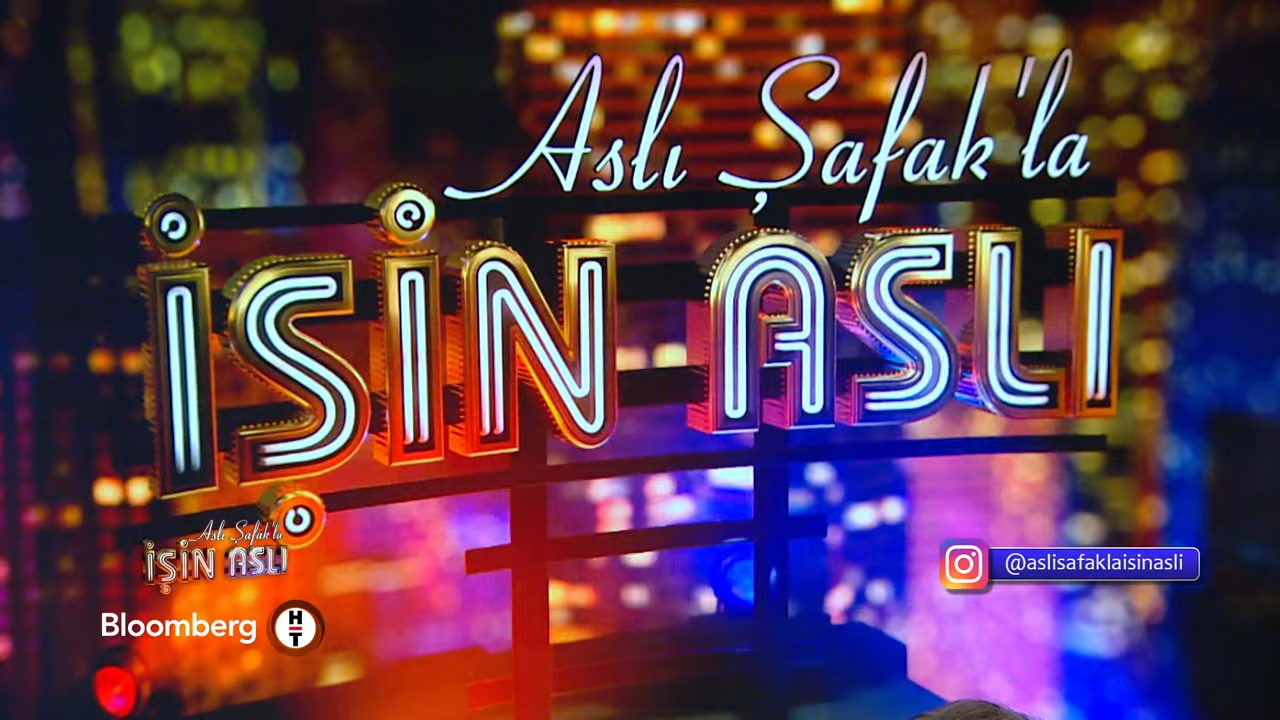 Aslı Şafak'la
İŞİN ASLI
Aslı Şafak'la
İŞİN ASLI
@aslisafaklaisinasli
Bloomberg HT